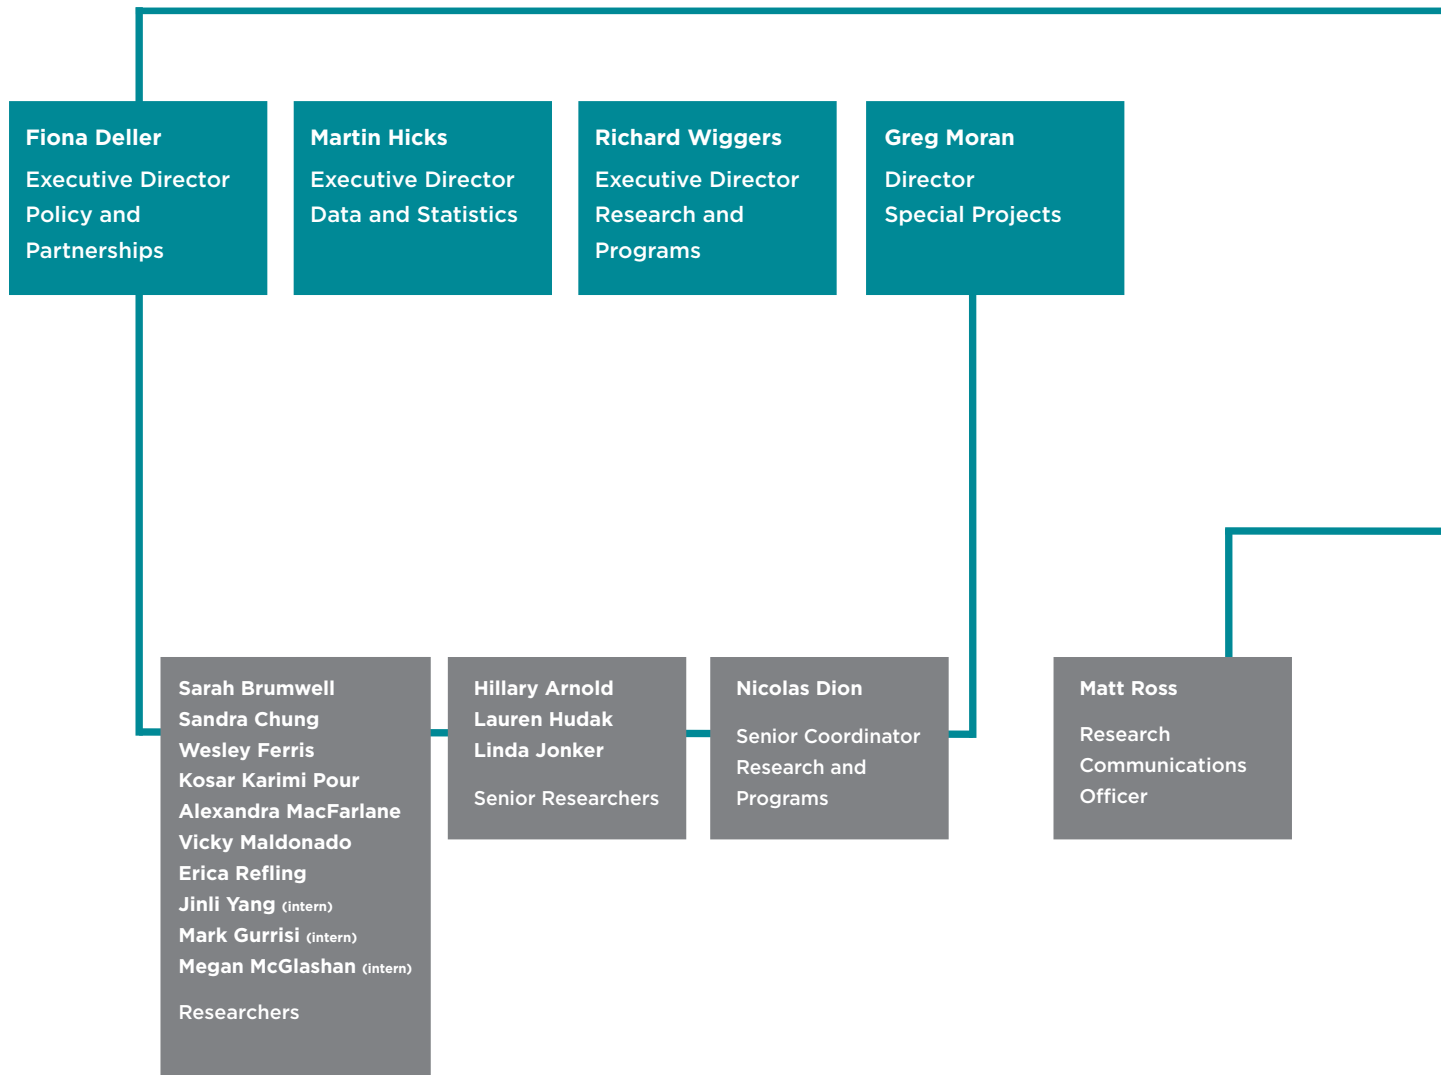 Fiona Deller
Executive Director
Policy and
Partnerships
Martin Hicks
Executive Director
Data and Statistics
Richard Wiggers
Executive Director
Research and
Programs
Greg Moran
Director
Special Projects
Sarah Brumwell
Sandra Chung
Wesley Ferris
Kosar Karimi Pour
Alexandra MacFarlane
Vicky Maldonado
Erica Refling
Jinli Yang (intern)
Mark Gurrisi (intern)
Megan McGlashan (intern)
Researchers
Hillary Arnold
Lauren Hudak
Linda Jonker
Senior Researchers
Nicolas Dion
Senior Coordinator
Research and
Programs
Matt Ross
Research
Communications
Officer